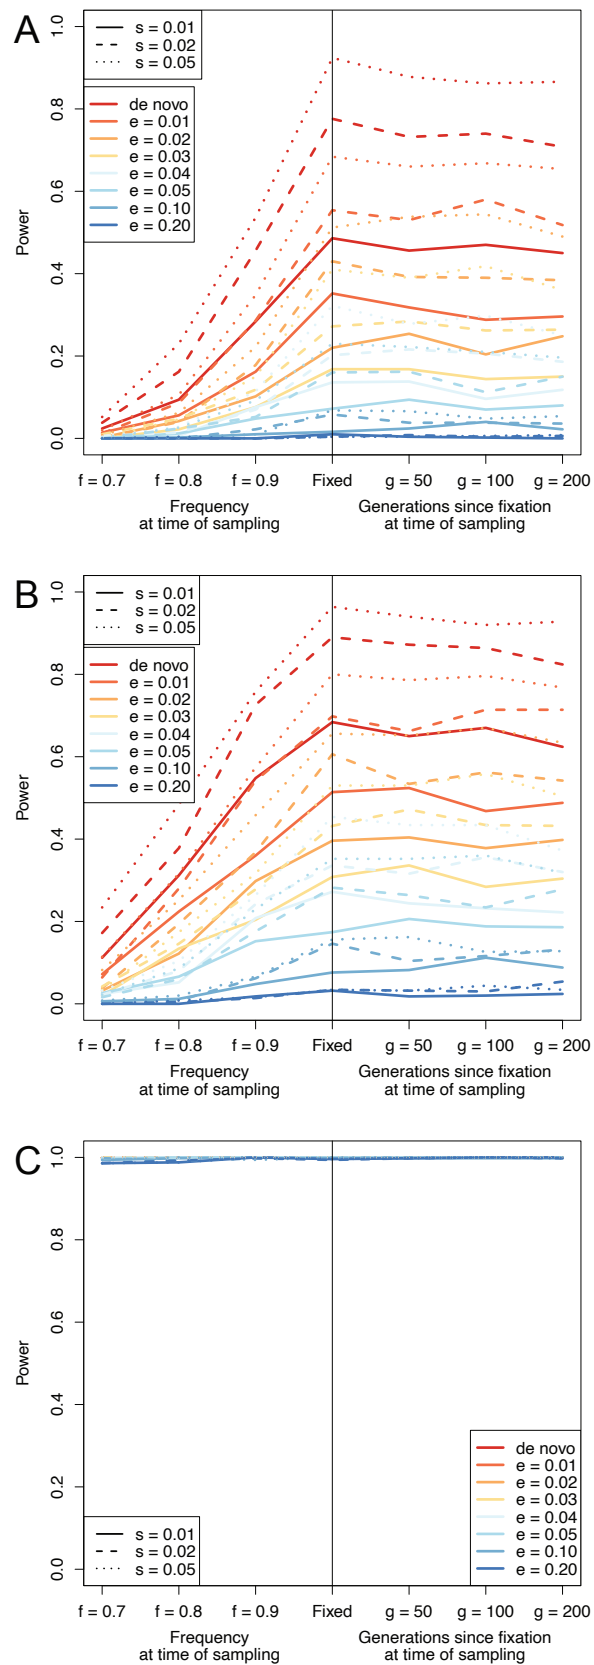 A
s = 0.01
s = 0.02
s = 0.05
de novo
e = 0.01
e = 0.02
e = 0.03
e = 0.04
e = 0.05
e = 0.10
e = 0.20
Power
1.0
0.8
0.6
0.4
0.2
0.0
f = 0.7 f = 0.8 f = 0.9 Fixed g = 50 g = 100 g = 200
Frequency
at time of sampling
Generations since fixation
at time of sampling
B
s = 0.01
s = 0.02
s = 0.05
de novo
e = 0.01
e = 0.02
e = 0.03
e = 0.04
e = 0.05
e = 0.10
e = 0.20
Power
1.0
0.8
0.6
0.4
0.2
0.0
f = 0.7 f = 0.8 f = 0.9 Fixed g = 50 g = 100 g = 200
Frequency
at time of sampling
Generations since fixation
at time of sampling
C
Power
1.0
0.8
0.6
0.4
0.2
0.0
s = 0.01
s = 0.02
s = 0.05
de novo
e = 0.01
e = 0.02
e = 0.03
e = 0.04
e = 0.05
e = 0.10
e = 0.20
f = 0.7 f = 0.8 f = 0.9 Fixed g = 50 g = 100 g = 200
Frequency
at time of sampling
Generations since fixation
at time of sampling